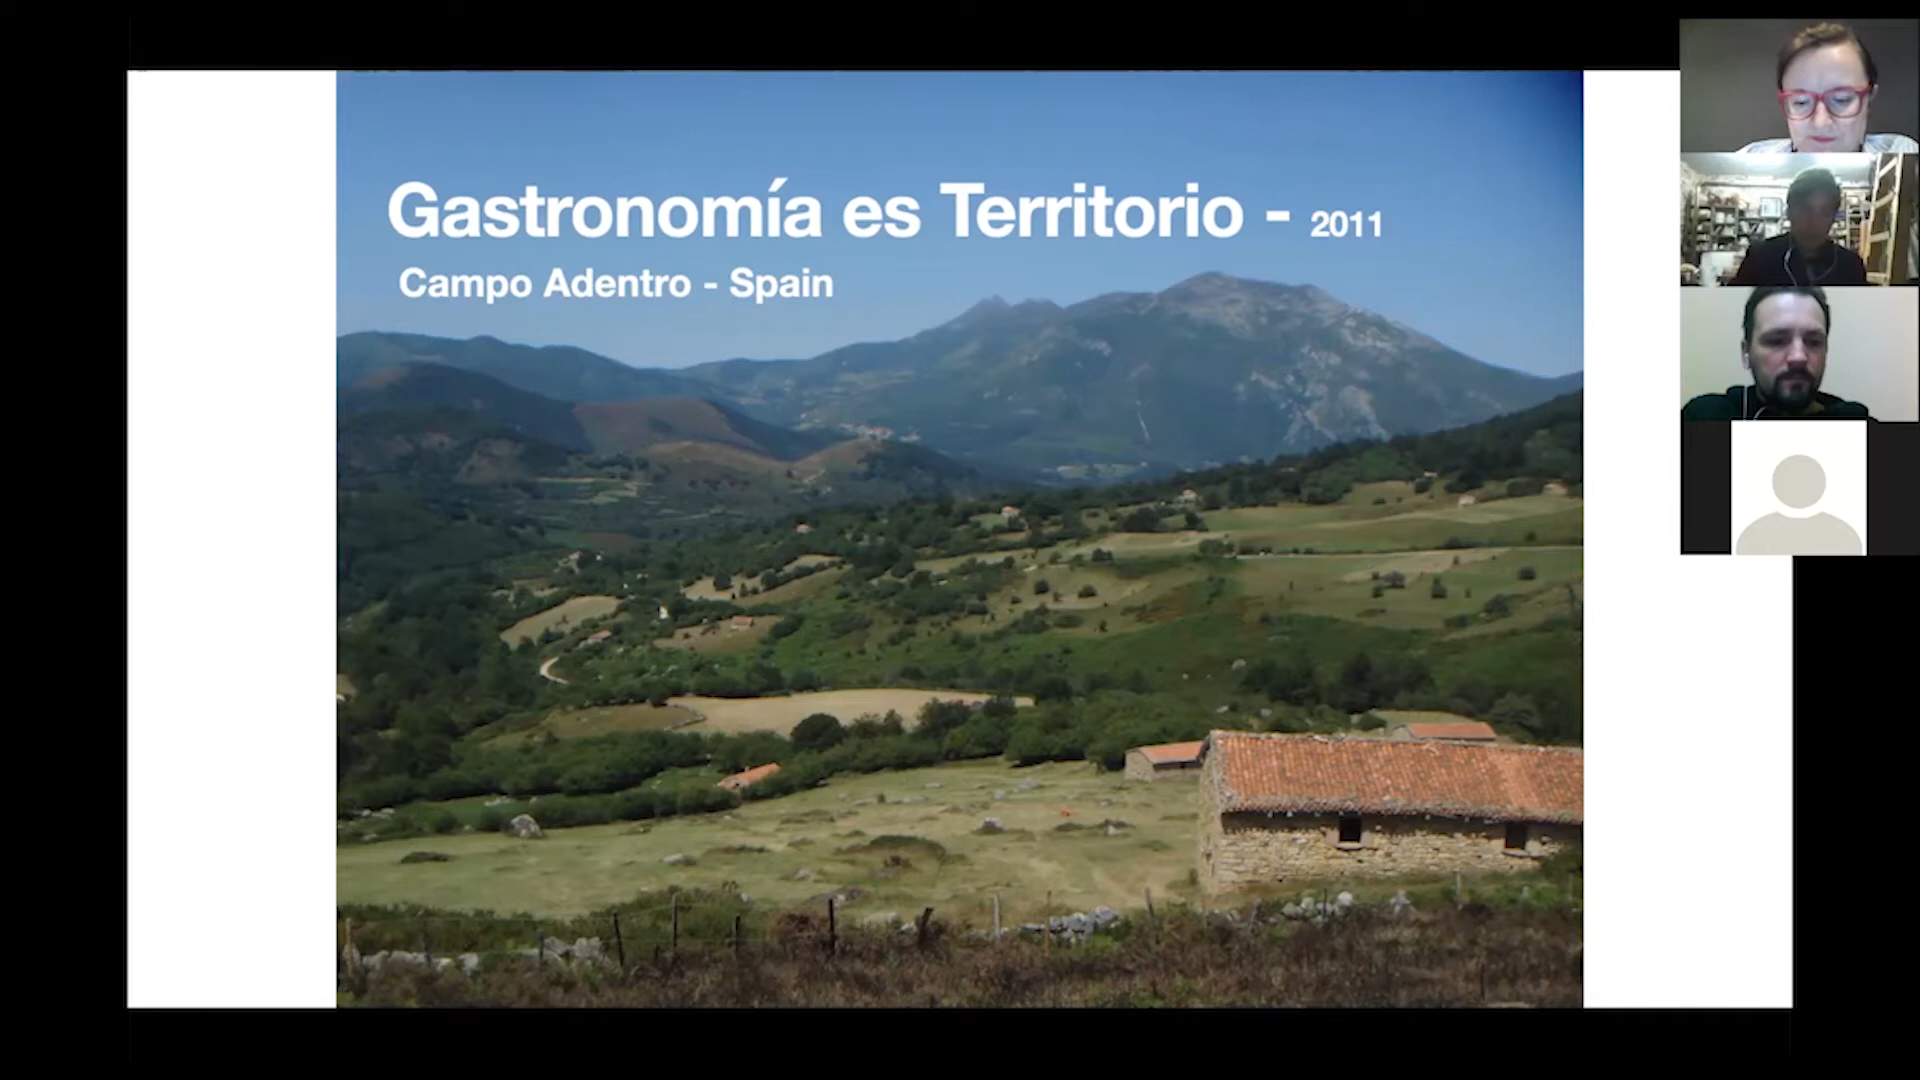 Gastronomía es Territorio - 2011
Campo Adentro - Spain